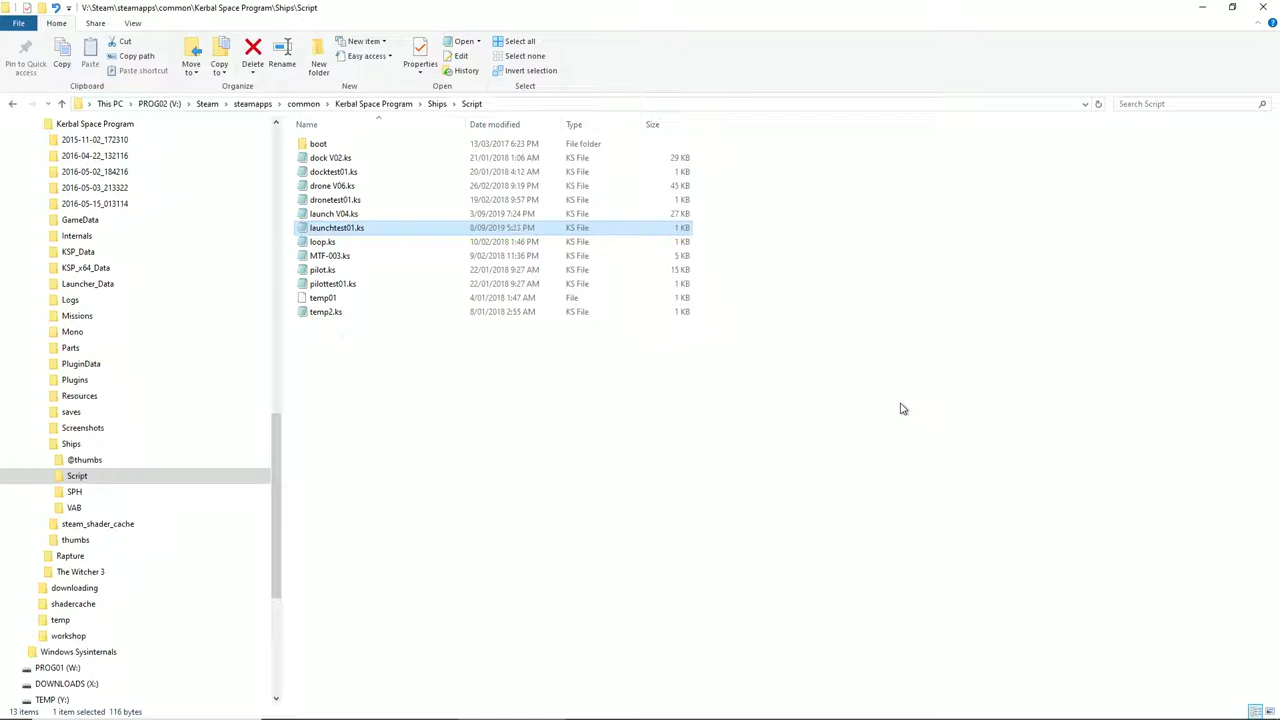 V:\Steam\steamapps\common\Kerbal Space Program\Ships\Script
File Home Share View
Pin to Quick access
Copy
Paste
Cut
Copy path
Paste shortcut
Clipboard
Move to
Copy to
Delete
Rename
Organize
New folder
New item
Easy access
New
Properties
Open
Edit
History
Open
Select all
Select none
Invert selection
Select
This PC PROG02 (V:) Steam steamapps common Kerbal Space Program Ships Script
Search Script
Kerbal Space Program
2015-11-02_172310
2016-04-22_132116
2016-05-02_184216
2016-05-03_213322
2016-05-15_013114
GameData
Internals
KSP_Data
KSP_x64_Data
Launcher_Data
Logs
Missions
Mono
Parts
PluginData
Plugins
Resources
saves
Screenshots
Ships
@thumbs
Script
SPH
VAB
steam_shader_cache
thumbs
Rapture
The Witcher 3
downloading
shadercache
temp
workshop
Windows Sysinternals
PROG01 (W:)
DOWNLOADS (X:)
TEMP (Y:)
Name Date modified Type Size
boot 13/03/2017 6:23 PM File folder
dock V02.ks 21/01/2018 1:06 AM KS File 29 KB
docktest01.ks 20/01/2018 4:12 AM KS File 1 KB
drone V06.ks 26/02/2018 9:19 PM KS File 45 KB
dronetest01.ks 19/02/2018 9:57 PM KS File 1 KB
launch V04.ks 3/09/2019 7:24 PM KS File 27 KB
launchtest01.ks 8/09/2019 PM KS File 1 KB
loop.ks 10/02/2018 1:46 PM KS File 1 KB
MTF-003.ks 9/02/2018 11:36 PM KS File 5 KB
pilot.ks 22/01/2018 9:27 AM KS File 15 KB
pilottest01.ks 22/01/2018 9:27 AM KS File 1 KB
temp01 4/01/2018 1:47 AM File 1 KB
temp2.ks 8/01/2018 2:55 AM KS File 1 KB
13 items 1 item selected 116 bytes